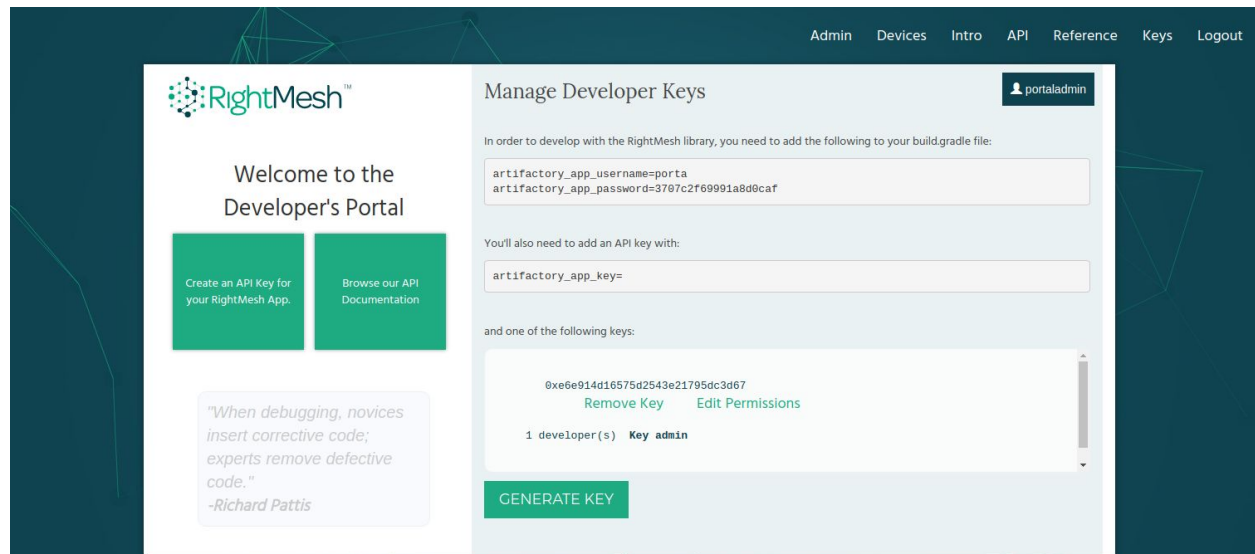 Admin Devices Intro API Reference Keys Logout
RightMesh™
Welcome to the
Developer's Portal
Create an API Key for
your RightMesh App.
Browse our API
Documentation
"When debugging, novices
insert corrective code;
experts remove defective
code."
-Richard Pattis
Manage Developer Keys
portaladmin
In order to develop with the RightMesh library, you need to add the following to your build.gradle file:
artifactory_app_username=porta
artifactory_app_password=3707c2f69991a8d0caf
You'll also need to add an API key with:
artifactory_app_key=
and one of the following keys:
0xe6e914d16575d2543e21795dc3d67
Remove Key Edit Permissions
1 developer(s) Key admin
GENERATE KEY